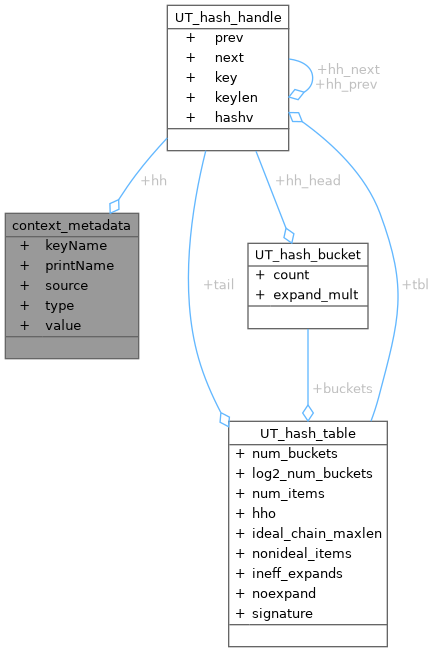 UT_hash_handle
+ prev
+ next
+ key
+ keylen
+ hashv
+hh_next
+hh_prev
+hh
+hh_head
context_metadata
+ keyName
+ printName
+ source
+ type
+ value
UT_hash_bucket
+ count
+ expand_mult
+tail
+tbl
+buckets
UT_hash_table
+ num_buckets
+ log2_num_buckets
+ num_items
+ hho
+ ideal_chain_maxlen
+ nonideal_items
+ ineff_expands
+ noexpand
+ signature